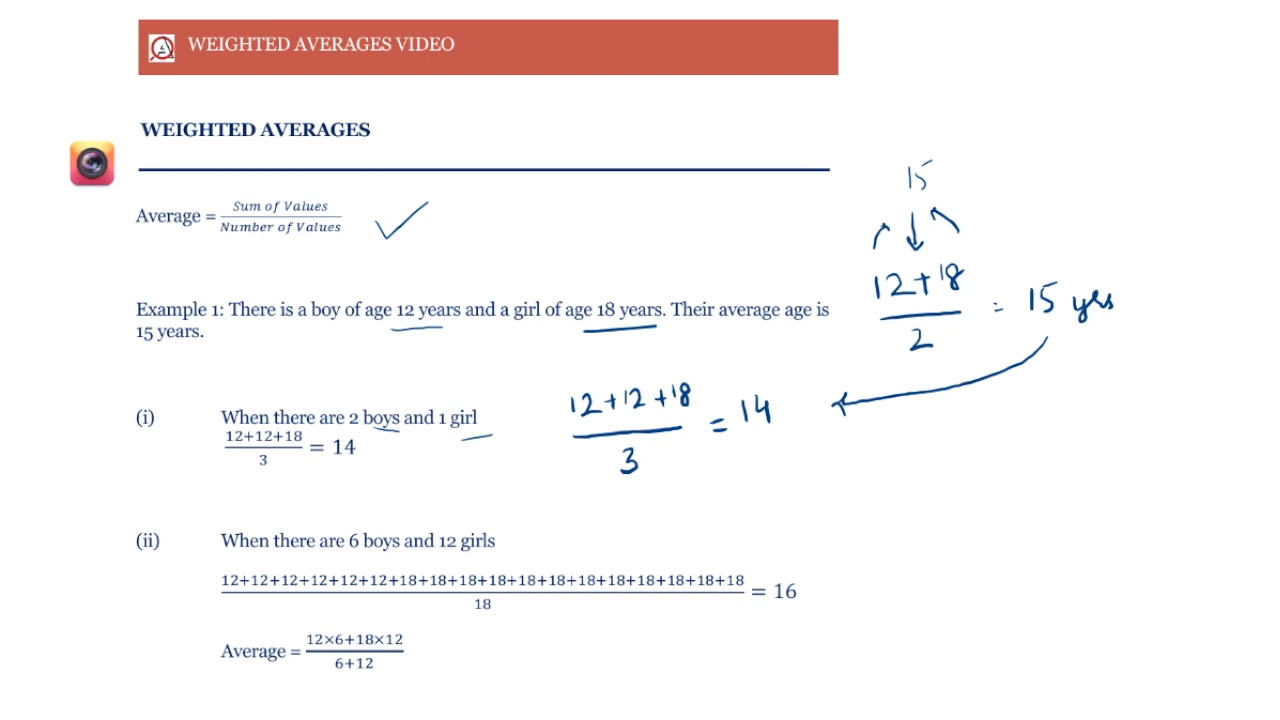 WEIGHTED AVERAGES VIDEO
WEIGHTED AVERAGES
15
Average = Sum of Values / Number of Values
12+18 / 2 = 15 yes
Example 1: There is a boy of age 12 years and a girl of age 18 years. Their average age is
15 years.
(i) When there are 2 boys and 1 girl
12+12+18 / 3 = 14
12+12+18 / 3 = 14
(ii) When there are 6 boys and 12 girls
12+12+12+12+12+12+18+18+18+18+18+18+18+18+18+18+18+18 / 18 = 16
Average = 12×6+18×12 / 6+12